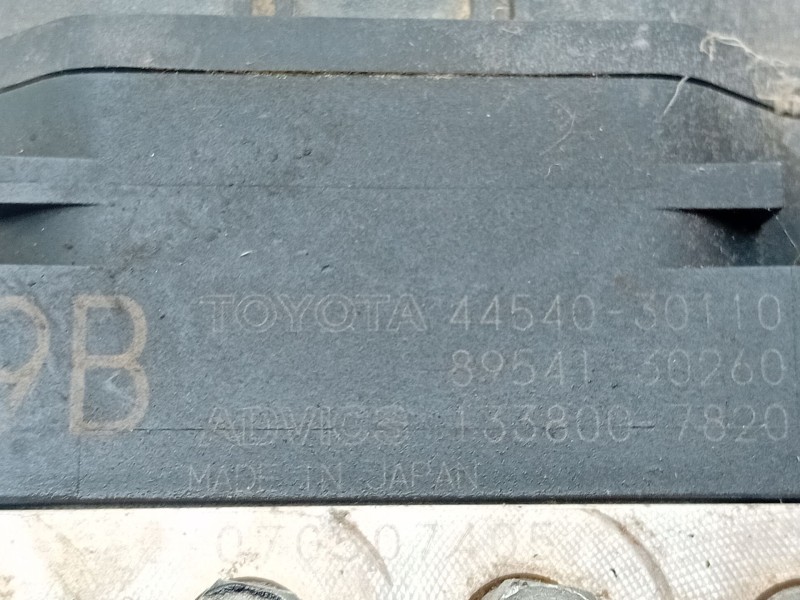 9B
TOYOTA 44540-30110
89541-30260
ADVICS 133800-7820
MADE IN JAPAN